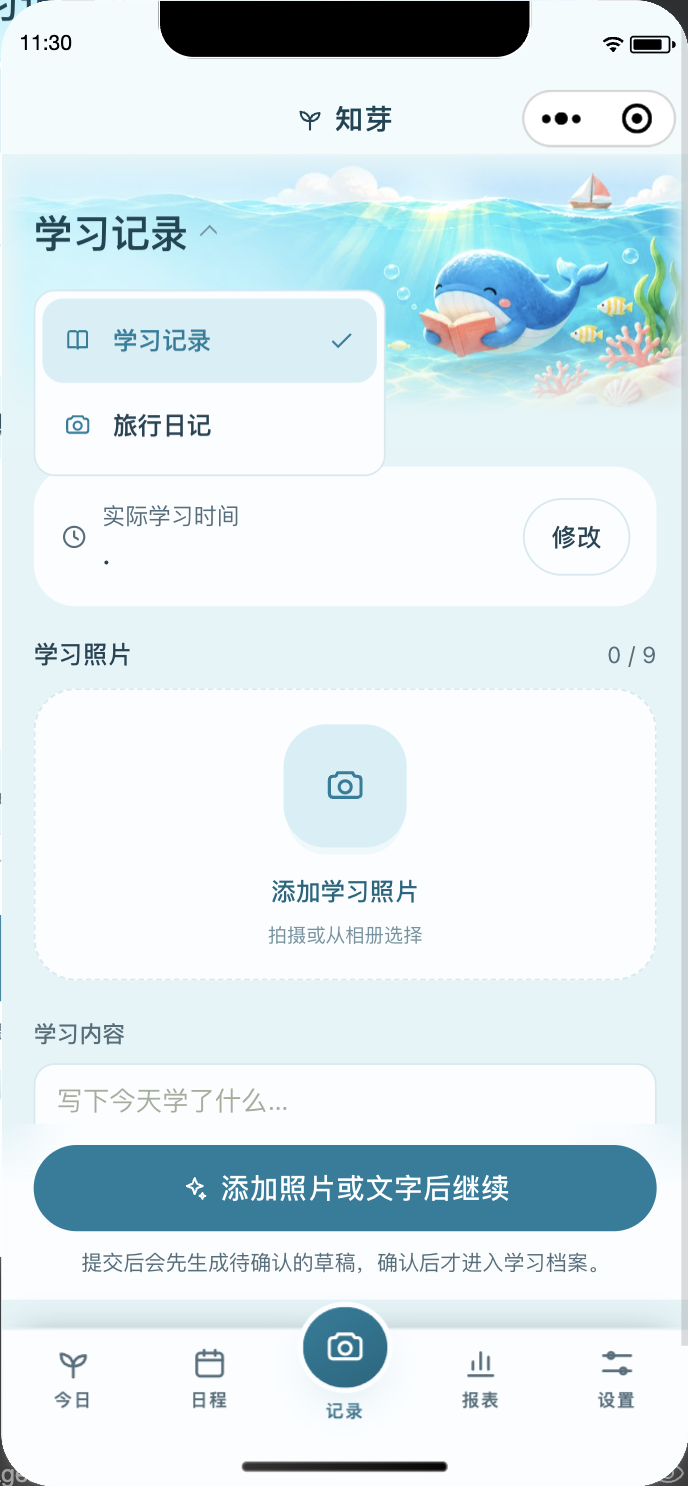 11:30
知芽
学习记录
学习记录
旅行日记
实际学习时间
·
修改
学习照片
0 / 9
添加学习照片
拍摄或从相册选择
学习内容
写下今天学了什么...
添加照片或文字后继续
提交后会先生成待确认的草稿，确认后才进入学习档案。
今日
日程
记录
报表
设置